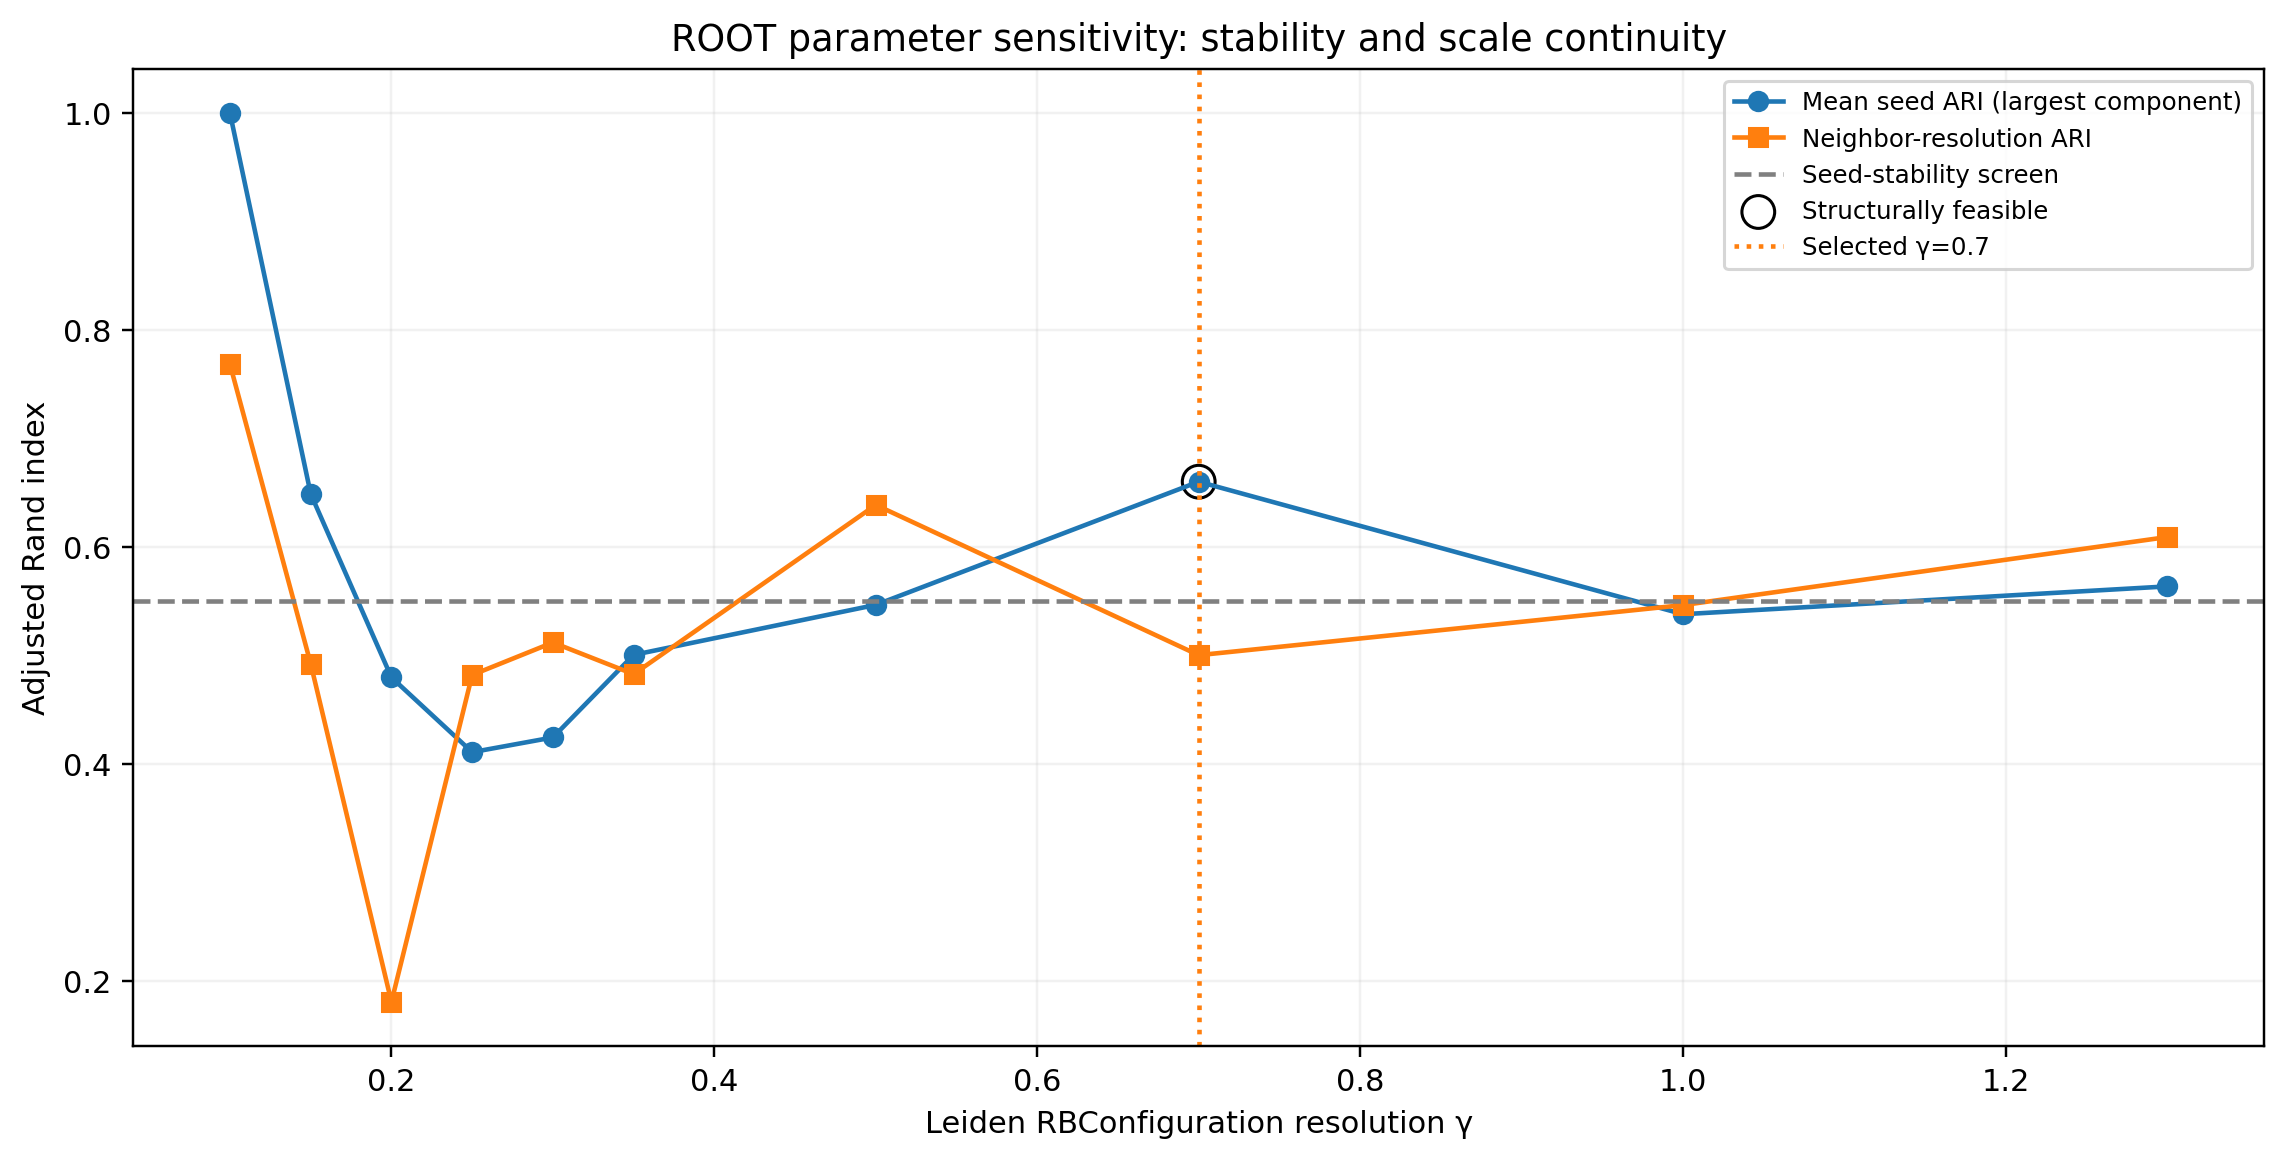 ROOT parameter sensitivity: stability and scale continuity
Mean seed ARI (largest component)
Neighbor-resolution ARI
Seed-stability screen
Structurally feasible
Selected γ=0.7
Adjusted Rand index
1.0
0.8
0.6
0.4
0.2
0.2 0.4 0.6 0.8 1.0 1.2
Leiden RBConfiguration resolution γ